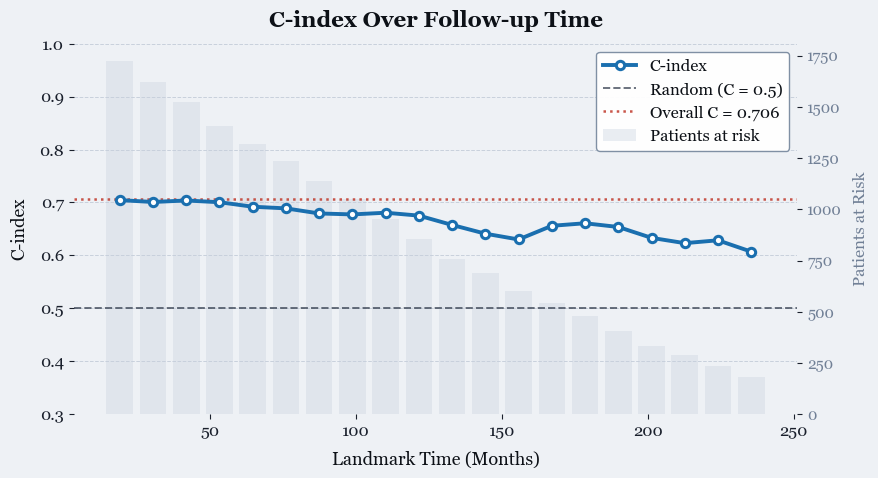 C-index Over Follow-up Time
C-index
Random (C = 0.5)
Overall C = 0.706
Patients at risk
C-index
1.0
0.9
0.8
0.7
0.6
0.5
0.4
0.3
1750
1500
1250
1000
750
500
250
0
Patients at Risk
50 100 150 200 250
Landmark Time (Months)